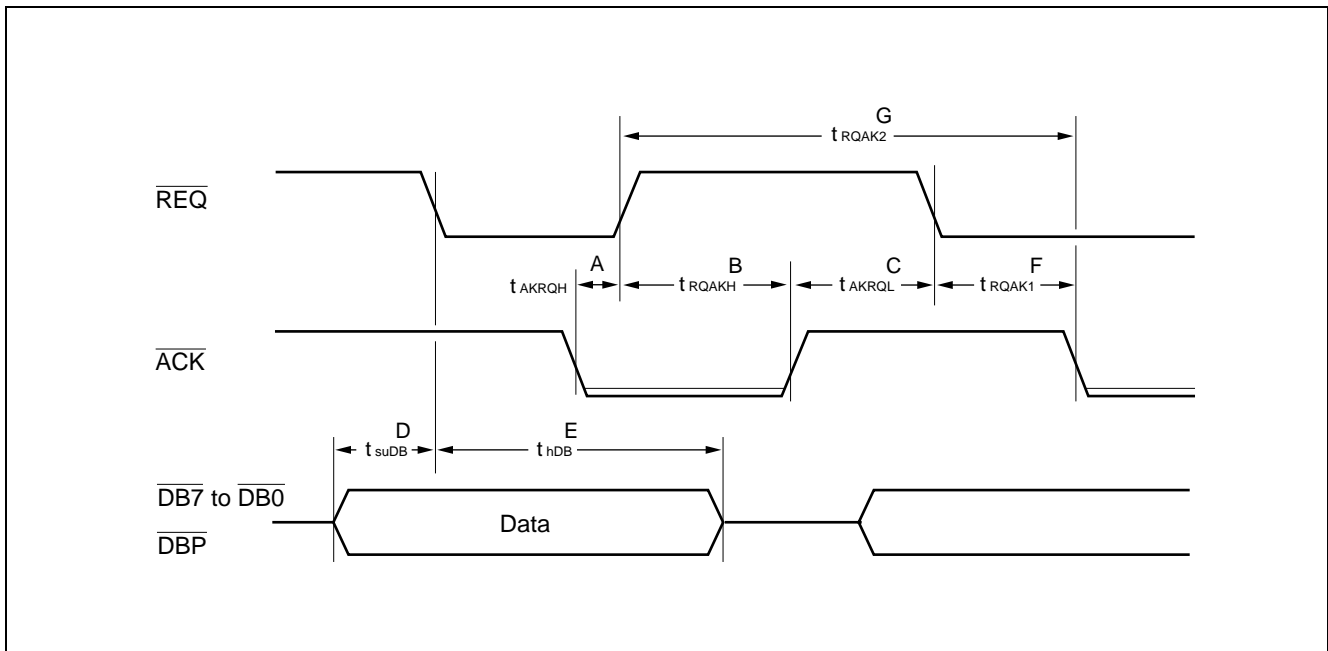 G
t RQAK2
REQ
A
B
C
F
t AKRQH
t RQAKH
t AKRQL
t RQAK1
ACK
D
E
t suDB
t hDB
DB7 to DB0
Data
DBP